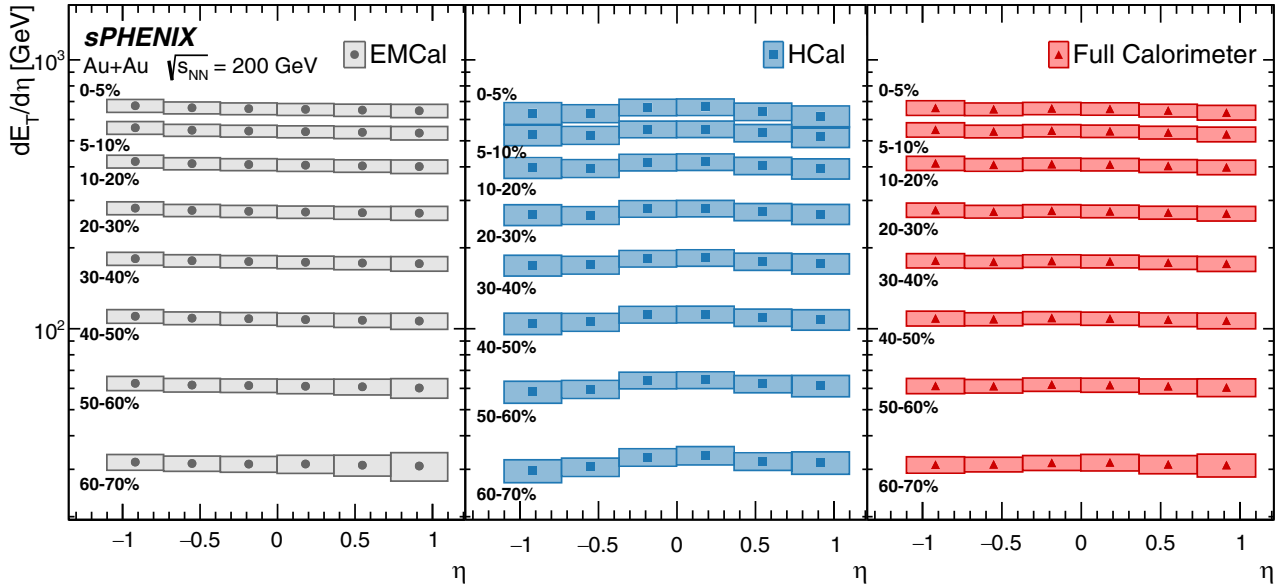 dE_T/dη [GeV]
10³
10²
sPHENIX
Au+Au √s_NN = 200 GeV
EMCal
0-5%
5-10%
10-20%
20-30%
30-40%
40-50%
50-60%
60-70%
−1 −0.5 0 0.5 1
η
HCal
0-5%
5-10%
10-20%
20-30%
30-40%
40-50%
50-60%
60-70%
−1 −0.5 0 0.5 1
η
Full Calorimeter
0-5%
5-10%
10-20%
20-30%
30-40%
40-50%
50-60%
60-70%
−1 −0.5 0 0.5 1
η